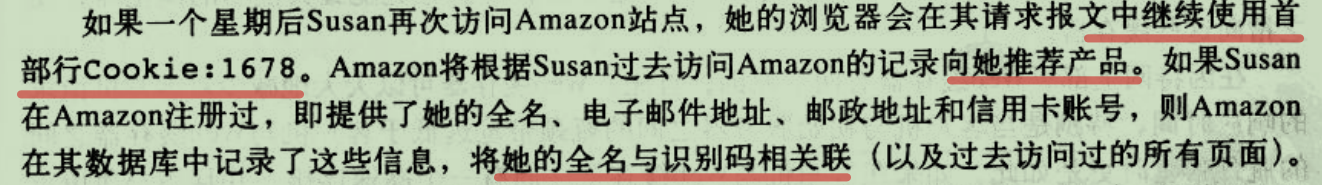 如果一个星期后Susan再次访问Amazon站点，她的浏览器会在其请求报文中继续使用首
部行Cookie:1678。Amazon将根据Susan过去访问Amazon的记录向她推荐产品。如果Susan
在Amazon注册过，即提供了她的全名、电子邮件地址、邮政地址和信用卡账号，则Amazon
在其数据库中记录了这些信息，将她的全名与识别码相关联（以及过去访问过的所有页面）。